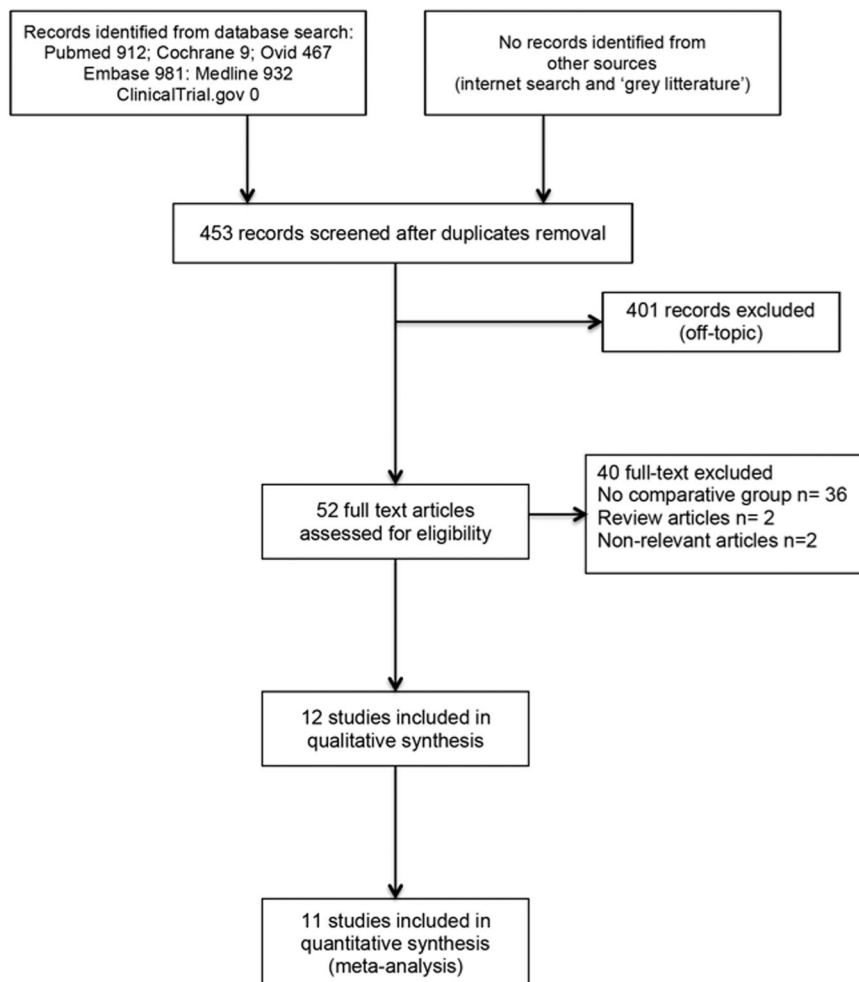 Records identified from database search:
Pubmed 912; Cochrane 9; Ovid 467
Embase 981: Medline 932
ClinicalTrial.gov 0
No records identified from
other sources
(internet search and ‘grey litterature’)
453 records screened after duplicates removal
401 records excluded
(off-topic)
52 full text articles
assessed for eligibility
40 full-text excluded
No comparative group n= 36
Review articles n= 2
Non-relevant articles n=2
12 studies included in
qualitative synthesis
11 studies included in
quantitative synthesis
(meta-analysis)